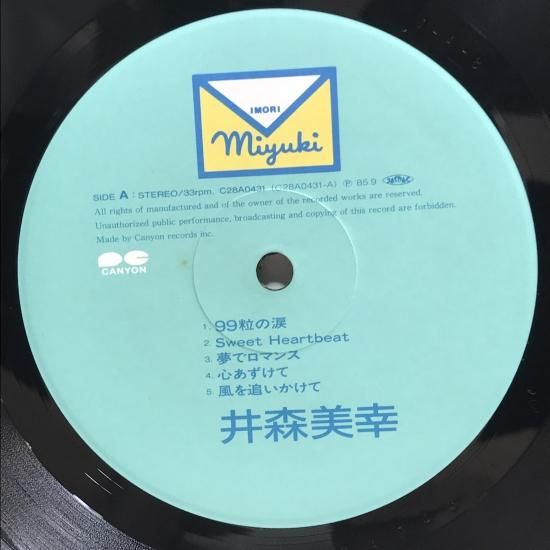 IMORI
Miyuki
SIDE A : STEREO/33rpm. C28A0431 (C28A0431-A) Ⓟ '85.9 JASRAC
All rights of manufactured and of the owner of the recorded works are reserved.
Unauthorized public performance, broadcasting and copying of this record are forbidden.
Made by Canyon records inc.
CANYON
1. 99粒の涙
2. Sweet Heartbeat
3. 夢でロマンス
4. 心あずけて
5. 風を追いかけて
井森美幸